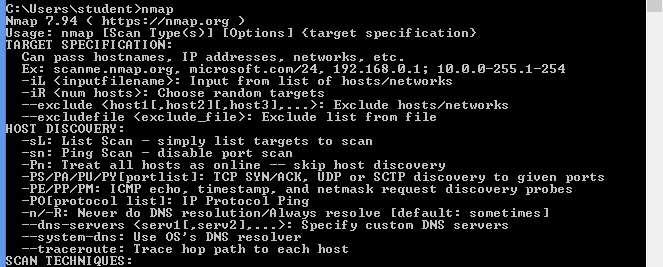 C:\Users\student>nmap
Nmap 7.94 ( https://nmap.org )
Usage: nmap [Scan Type(s)] [Options] {target specification}
TARGET SPECIFICATION:
  Can pass hostnames, IP addresses, networks, etc.
  Ex: scanme.nmap.org, microsoft.com/24, 192.168.0.1; 10.0.0-255.1-254
  -iL <inputfilename>: Input from list of hosts/networks
  -iR <num hosts>: Choose random targets
  --exclude <host1[,host2][,host3],...>: Exclude hosts/networks
  --excludefile <exclude_file>: Exclude list from file
HOST DISCOVERY:
  -sL: List Scan - simply list targets to scan
  -sn: Ping Scan - disable port scan
  -Pn: Treat all hosts as online -- skip host discovery
  -PS/PA/PU/PY[portlist]: TCP SYN/ACK, UDP or SCTP discovery to given ports
  -PE/PP/PM: ICMP echo, timestamp, and netmask request discovery probes
  -PO[protocol list]: IP Protocol Ping
  -n/-R: Never do DNS resolution/Always resolve [default: sometimes]
  --dns-servers <serv1[,serv2],...>: Specify custom DNS servers
  --system-dns: Use OS's DNS resolver
  --traceroute: Trace hop path to each host
SCAN TECHNIQUES: